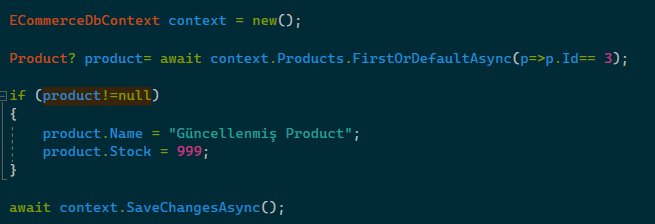 ECommerceDbContext context = new();
Product? product= await context.Products.FirstOrDefaultAsync(p=>p.Id== 3);
if (product!=null)
{
product.Name = "Güncellenmiş Product";
product.Stock = 999;
}
await context.SaveChangesAsync();